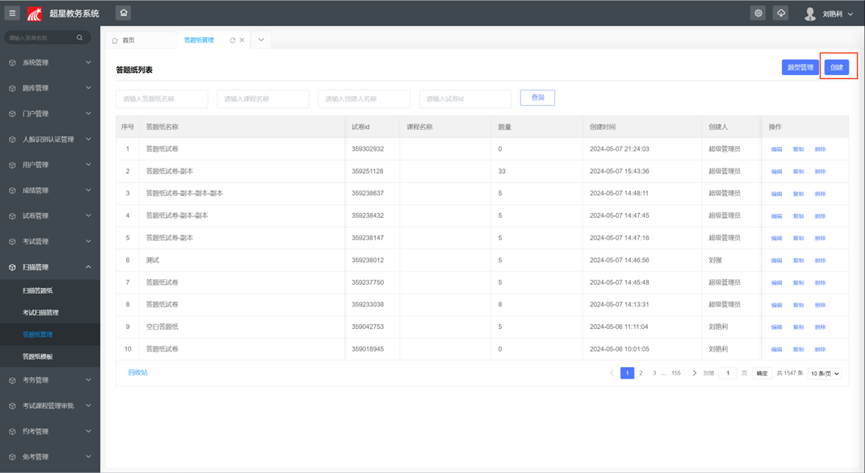 超星教务系统
刘艳利
请输入菜单名称
首页
答题纸管理
系统管理
题库管理
门户管理
人脸识别认证管理
用户管理
成绩管理
试卷管理
考试管理
扫描管理
扫描答题纸
考试扫描管理
答题纸管理
答题纸模板
考务管理
考试课程管理审批
约考管理
免考管理
答题纸列表
题型管理 创建
请输入答题纸名称 请输入课程名称 请输入创建人名称 请输入试卷id 查询
序号 答题纸名称 试卷id 课程名称 题量 创建时间 创建人 操作
1 答题纸试卷 359302932 0 2024-05-07 21:24:03 超级管理员 编辑 复制 删除
2 答题纸试卷-副本 359251128 33 2024-05-07 15:43:36 超级管理员 编辑 复制 删除
3 答题纸试卷-副本-副本-副本 359238637 5 2024-05-07 14:48:11 超级管理员 编辑 复制 删除
4 答题纸试卷-副本-副本 359238432 5 2024-05-07 14:47:45 超级管理员 编辑 复制 删除
5 答题纸试卷-副本 359238147 5 2024-05-07 14:47:16 超级管理员 编辑 复制 删除
6 测试 359238012 5 2024-05-07 14:46:56 编辑 复制 删除
7 答题纸试卷 359237750 5 2024-05-07 14:45:48 超级管理员 编辑 复制 删除
8 答题纸试卷 359233038 8 2024-05-07 14:13:31 超级管理员 编辑 复制 删除
9 空白答题纸 359042753 5 2024-05-06 11:11:04 刘艳利 编辑 复制 删除
10 答题纸试卷 359018945 0 2024-05-06 10:01:05 刘艳利 编辑 复制 删除
回收站
1 2 3 ... 155 到第 1 页 确定 共 1547 条 10 条/页